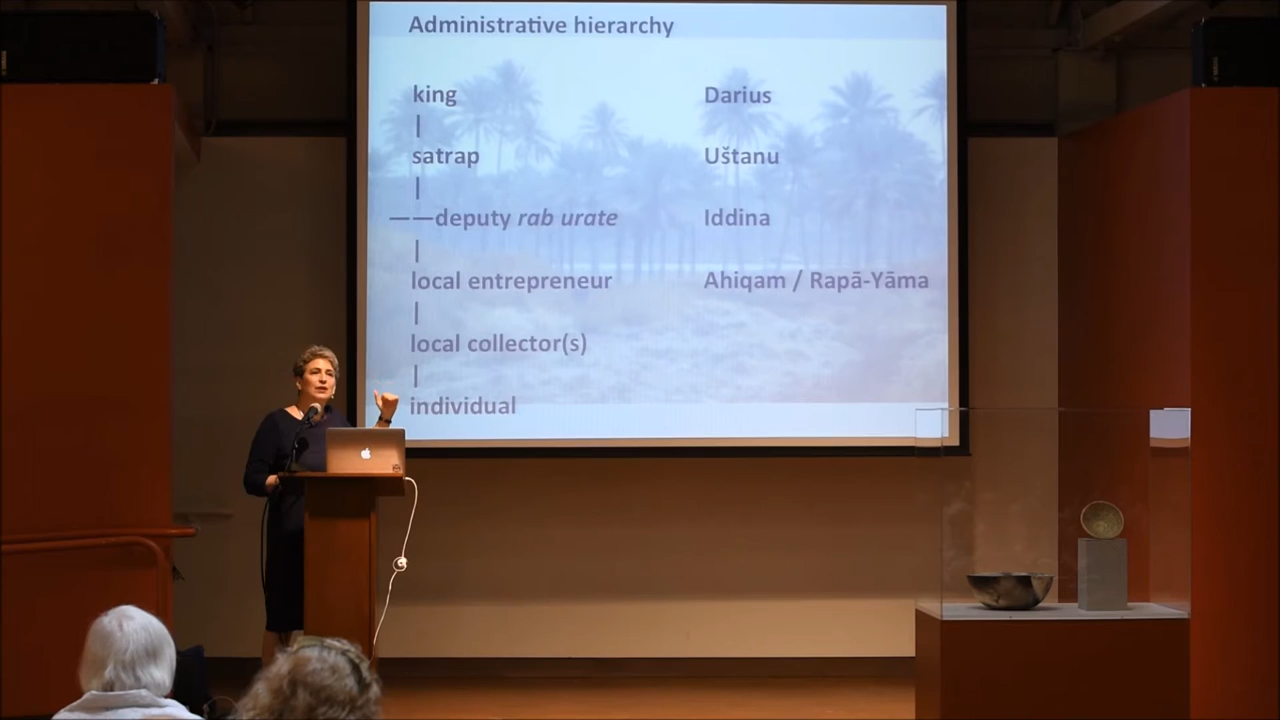 Administrative hierarchy
king Darius
|
satrap Uštanu
|
——deputy rab urate Iddina
|
local entrepreneur Ahiqam / Rapā-Yāma
|
local collector(s)
|
individual